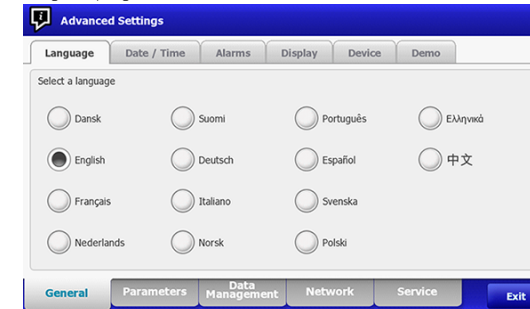 Advanced Settings
Language Date / Time Alarms Display Device Demo
Select a language
Dansk Suomi Português Ελληνικά
English Deutsch Español 中文
Français Italiano Svenska
Nederlands Norsk Polski
General Parameters Data Management Network Service Exit